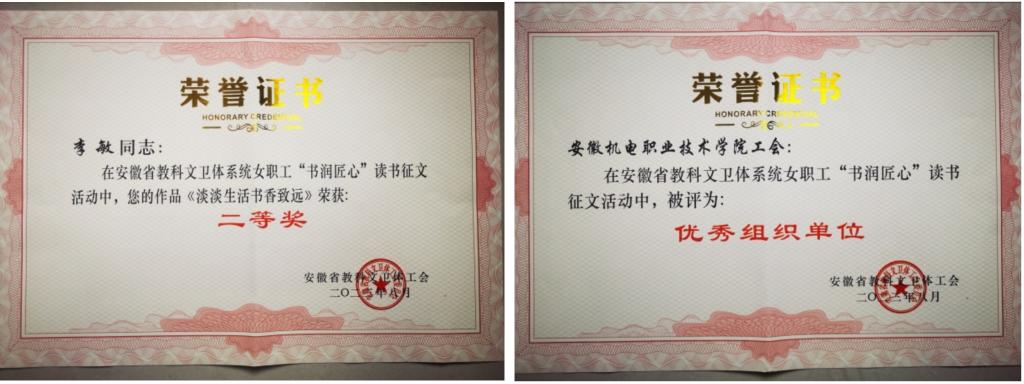 荣誉证书
HONORARY CREDENTIAL
李敏同志：
在安徽省教科文卫体系统女职工“书润匠心”读书征文
活动中，您的作品《淡淡生活书香致远》荣获：
二等奖
安徽省教科文卫体工会
荣誉证书
HONORARY CREDENTIAL
安徽机电职业技术学院工会：
在安徽省教科文卫体系统女职工“书润匠心”读书
征文活动中，被评为：
优秀组织单位
安徽省教科文卫体工会